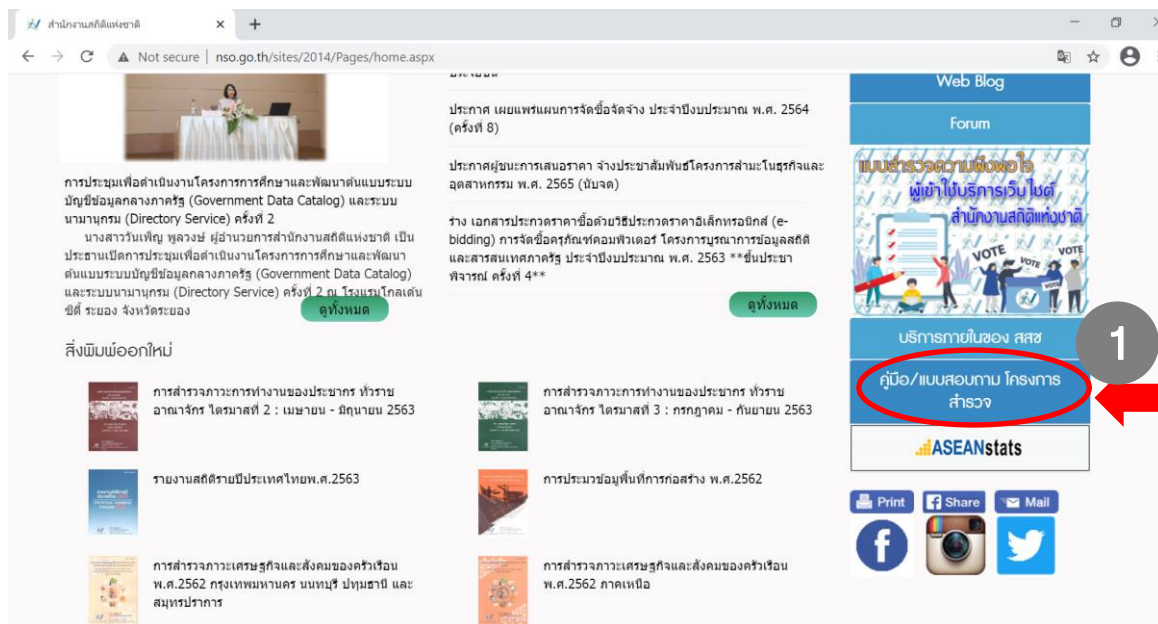 สำนักงานสถิติแห่งชาติ
Not secure | nso.go.th/sites/2014/Pages/home.aspx
การประชุมเพื่อดำเนินงานโครงการการศึกษาและพัฒนาต้นแบบระบบ
บัญชีข้อมูลกลางภาครัฐ (Government Data Catalog) และระบบ
นามานุกรม (Directory Service) ครั้งที่ 2
นางสาววันเพ็ญ พูลวงษ์ ผู้อำนวยการสำนักงานสถิติแห่งชาติ เป็น
ประธานเปิดการประชุมเพื่อดำเนินงานโครงการการศึกษาและพัฒนา
ต้นแบบระบบบัญชีข้อมูลกลางภาครัฐ (Government Data Catalog)
และระบบนามานุกรม (Directory Service) ครั้งที่ 2 ณ โรงแรมโกลเด้น
ซิตี้ ระยอง จังหวัดระยอง
ดูทั้งหมด
ประกาศ เผยแพร่แผนการจัดซื้อจัดจ้าง ประจำปีงบประมาณ พ.ศ. 2564
(ครั้งที่ 8)
ประกาศผู้ชนะการเสนอราคา จ้างประชาสัมพันธ์โครงการสำมะโนธุรกิจและ
อุตสาหกรรม พ.ศ. 2565 (นับจด)
ร่าง เอกสารประกวดราคาซื้อด้วยวิธีประกวดราคาอิเล็กทรอนิกส์ (e-
bidding) การจัดซื้อครุภัณฑ์คอมพิวเตอร์ โครงการบูรณาการข้อมูลสถิติ
และสารสนเทศภาครัฐ ประจำปีงบประมาณ พ.ศ. 2563 **ขึ้นประชา
พิจารณ์ ครั้งที่ 4**
ดูทั้งหมด
Web Blog
Forum
แบบสำรวจความพึงพอใจ
ผู้เข้าใช้บริการเว็บไซต์
สำนักงานสถิติแห่งชาติ
VOTE
VOTE
VOTE
บริการภายในของ สสช
1
คู่มือ/แบบสอบถาม โครงการ
สำรวจ
ASEANstats
Print
Share
Mail
สิ่งพิมพ์ออกใหม่
การสำรวจภาวะการทำงานของประชากร ทั่วราช
อาณาจักร ไตรมาสที่ 2 : เมษายน - มิถุนายน 2563
การสำรวจภาวะการทำงานของประชากร ทั่วราช
อาณาจักร ไตรมาสที่ 3 : กรกฎาคม - กันยายน 2563
รายงานสถิติรายปีประเทศไทยพ.ศ.2563
การประมวลข้อมูลพื้นที่การก่อสร้าง พ.ศ.2562
การสำรวจภาวะเศรษฐกิจและสังคมของครัวเรือน
พ.ศ.2562 กรุงเทพมหานคร นนทบุรี ปทุมธานี และ
สมุทรปราการ
การสำรวจภาวะเศรษฐกิจและสังคมของครัวเรือน
พ.ศ.2562 ภาคเหนือ